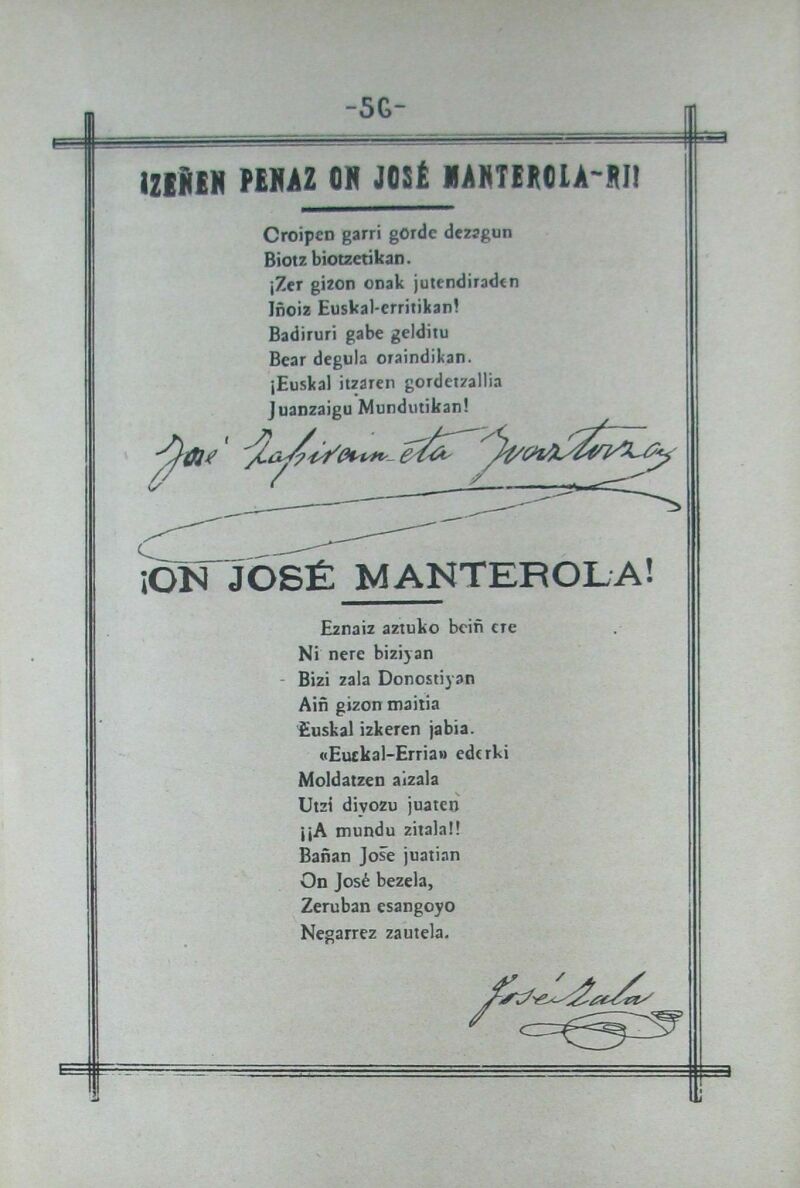 -56-
¡ZEÑEN PENAZ ON JOSÉ MANTEROLA-RI!
Croipen garri gorde dezagun
Biotz biotzetikan.
¡Zer gizon onak jutendiraden
Iñoiz Euskal-erritikan!
Badiruri gabe gelditu
Bear degula oraindikan.
¡Euskal itzaren gordetzallia
Juanzaigu Mundutikan!
José Zapirain eta
¡ON JOSÉ MANTEROLA!
Eznaiz aztuko beiñ ere
Ni nere biziyan
Bizi zala Donostiyan
Aiñ gizon maitia
Euskal izkeren jabia.
«Euskal-Erria» ederki
Moldatzen aizala
Utzi diyozu juaten
¡¡A mundu zitala!!
Bañan Jose juatian
On José bezela,
Zeruban esangoyo
Negarrez zautela.
José Zala